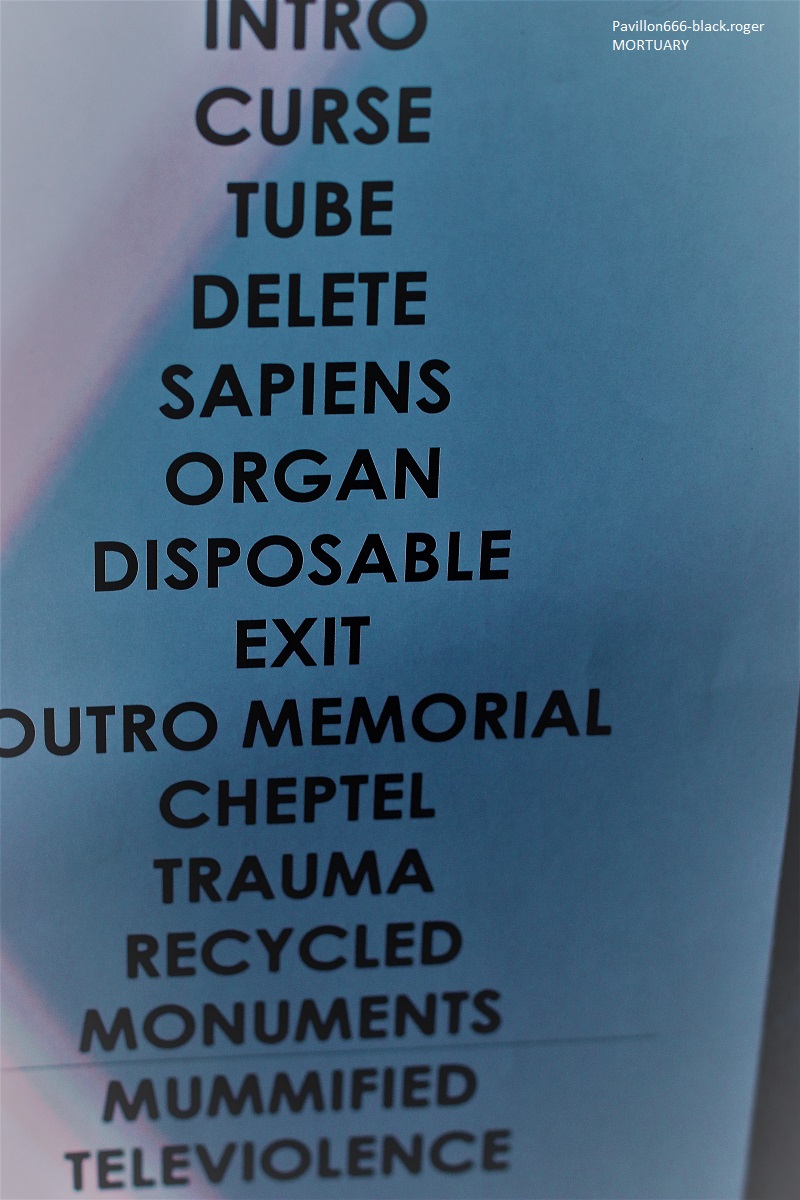 Pavillon666-black.roger
MORTUARY
INTRO
CURSE
TUBE
DELETE
SAPIENS
ORGAN
DISPOSABLE
EXIT
OUTRO MEMORIAL
CHEPTEL
TRAUMA
RECYCLED
MONUMENTS
MUMMIFIED
TELEVIOLENCE